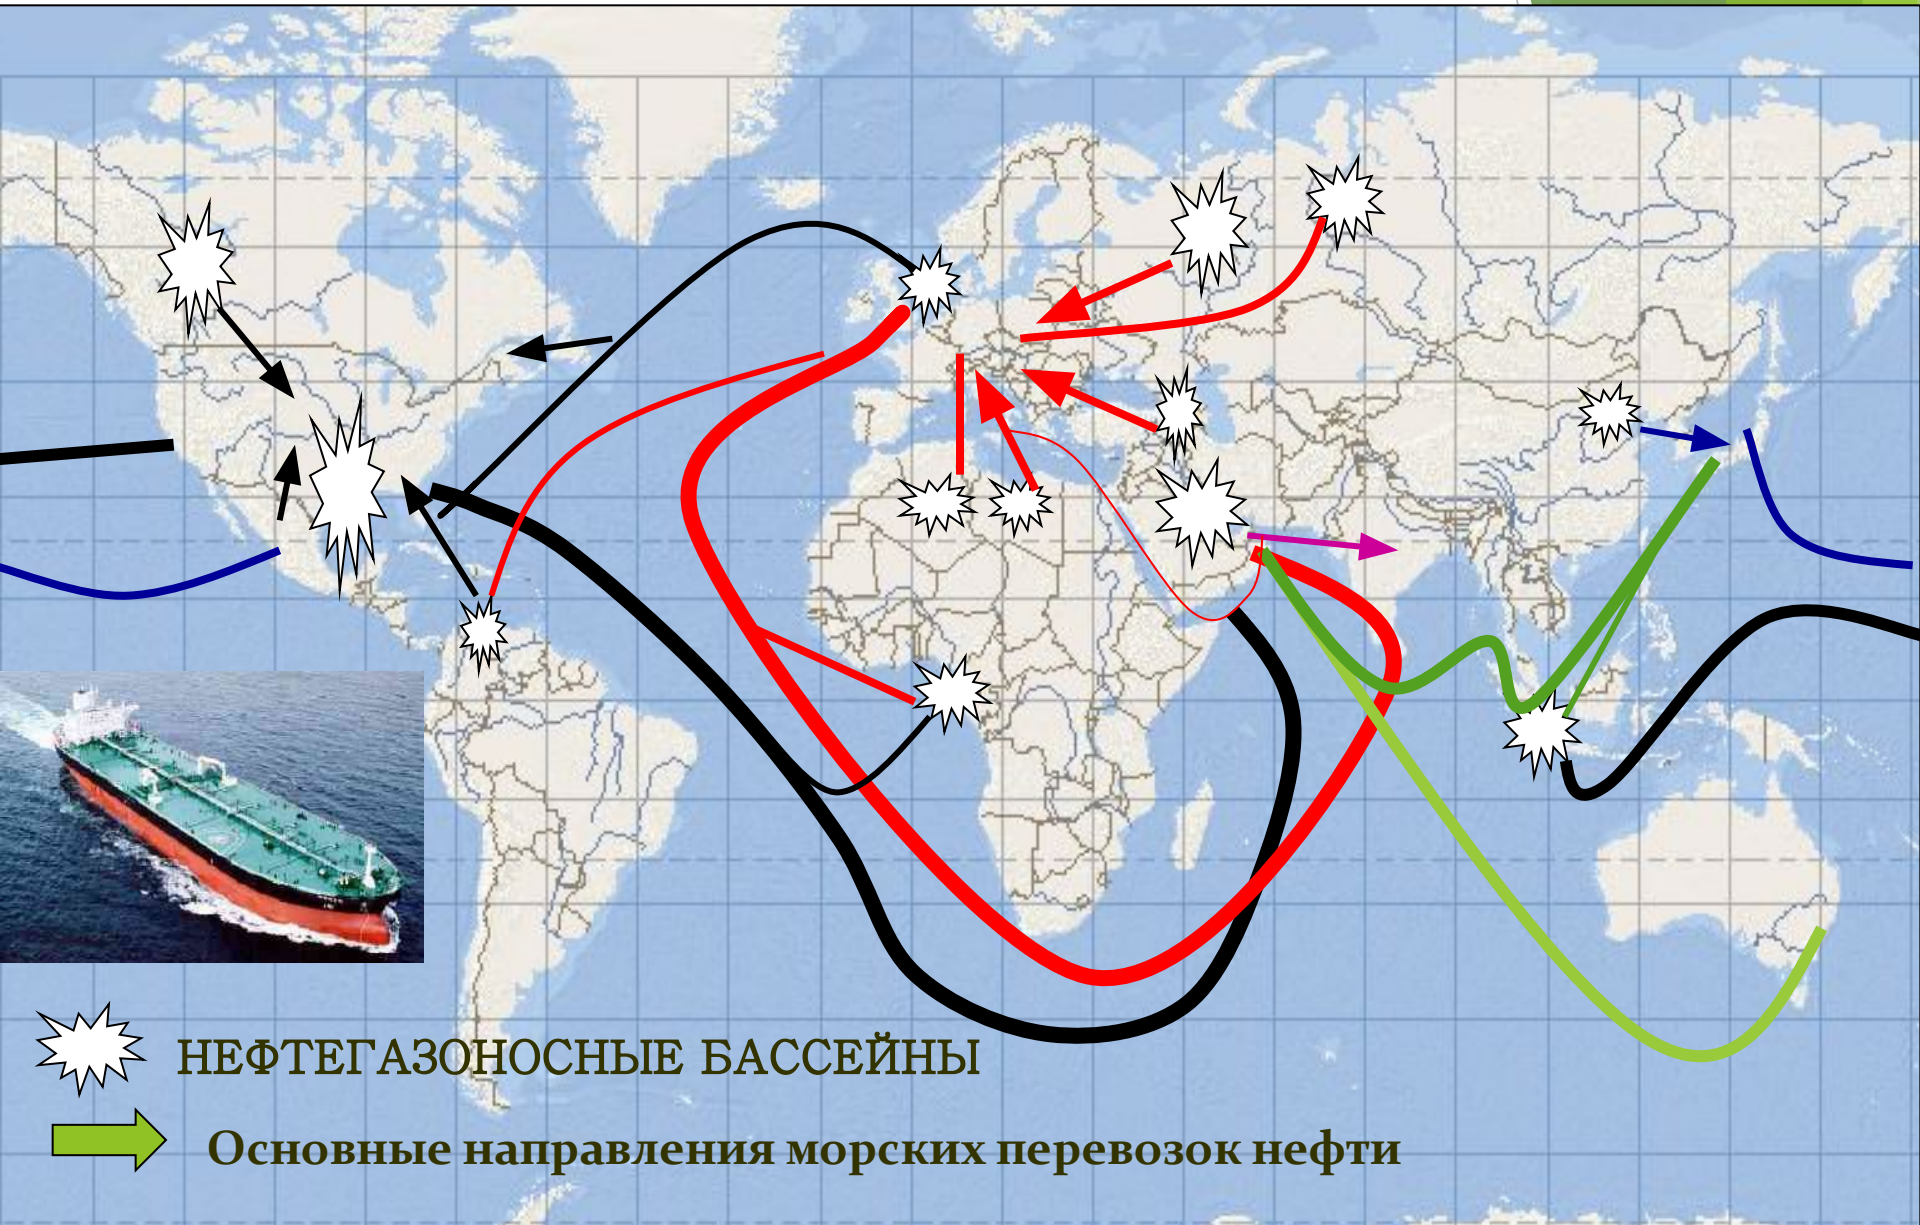 НЕФТЕГАЗОНОСНЫЕ БАССЕЙНЫ
Основные направления морских перевозок нефти